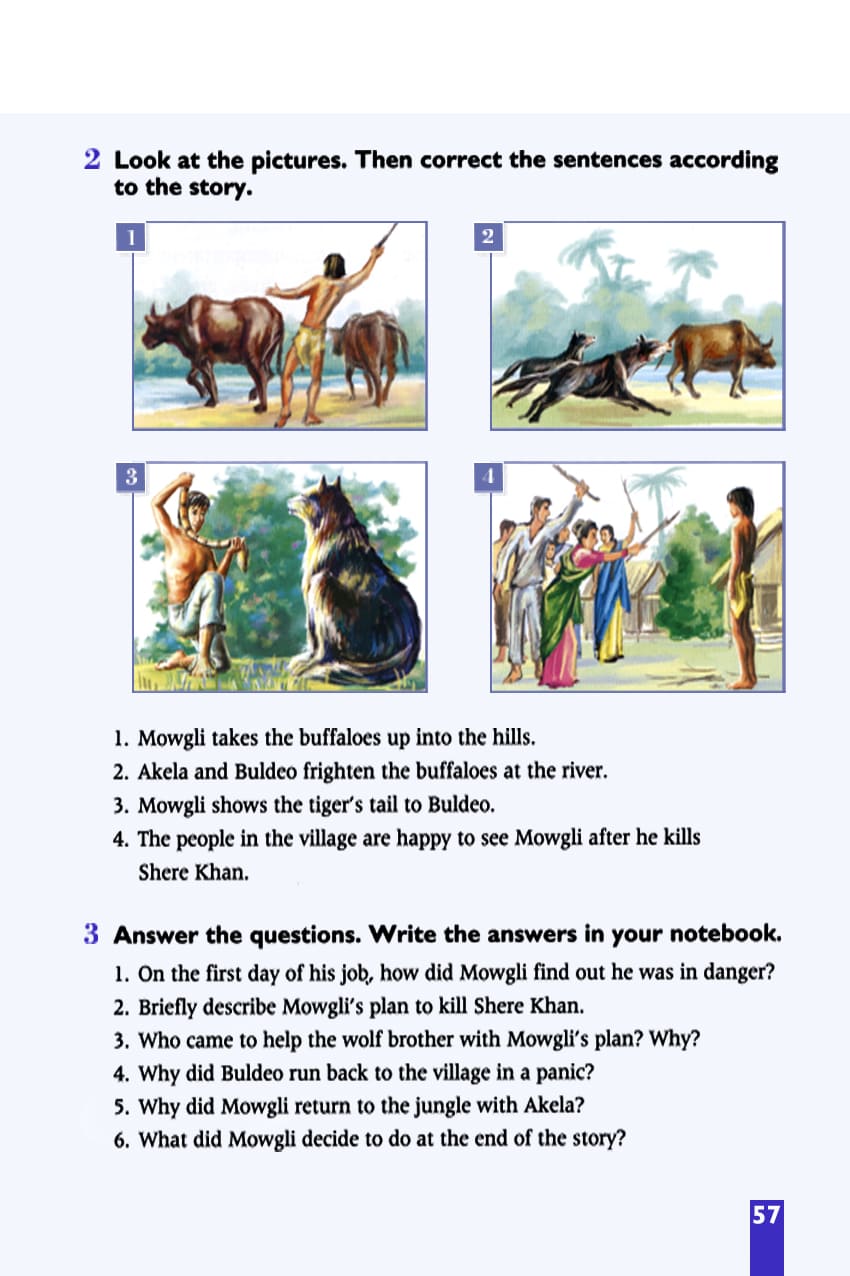 2 Look at the pictures. Then correct the sentences according
to the story.
1
2
3
4
1. Mowgli takes the buffaloes up into the hills.
2. Akela and Buldeo frighten the buffaloes at the river.
3. Mowgli shows the tiger's tail to Buldeo.
4. The people in the village are happy to see Mowgli after he kills
Shere Khan.
3 Answer the questions. Write the answers in your notebook.
1. On the first day of his job, how did Mowgli find out he was in danger?
2. Briefly describe Mowgli's plan to kill Shere Khan.
3. Who came to help the wolf brother with Mowgli's plan? Why?
4. Why did Buldeo run back to the village in a panic?
5. Why did Mowgli return to the jungle with Akela?
6. What did Mowgli decide to do at the end of the story?
57